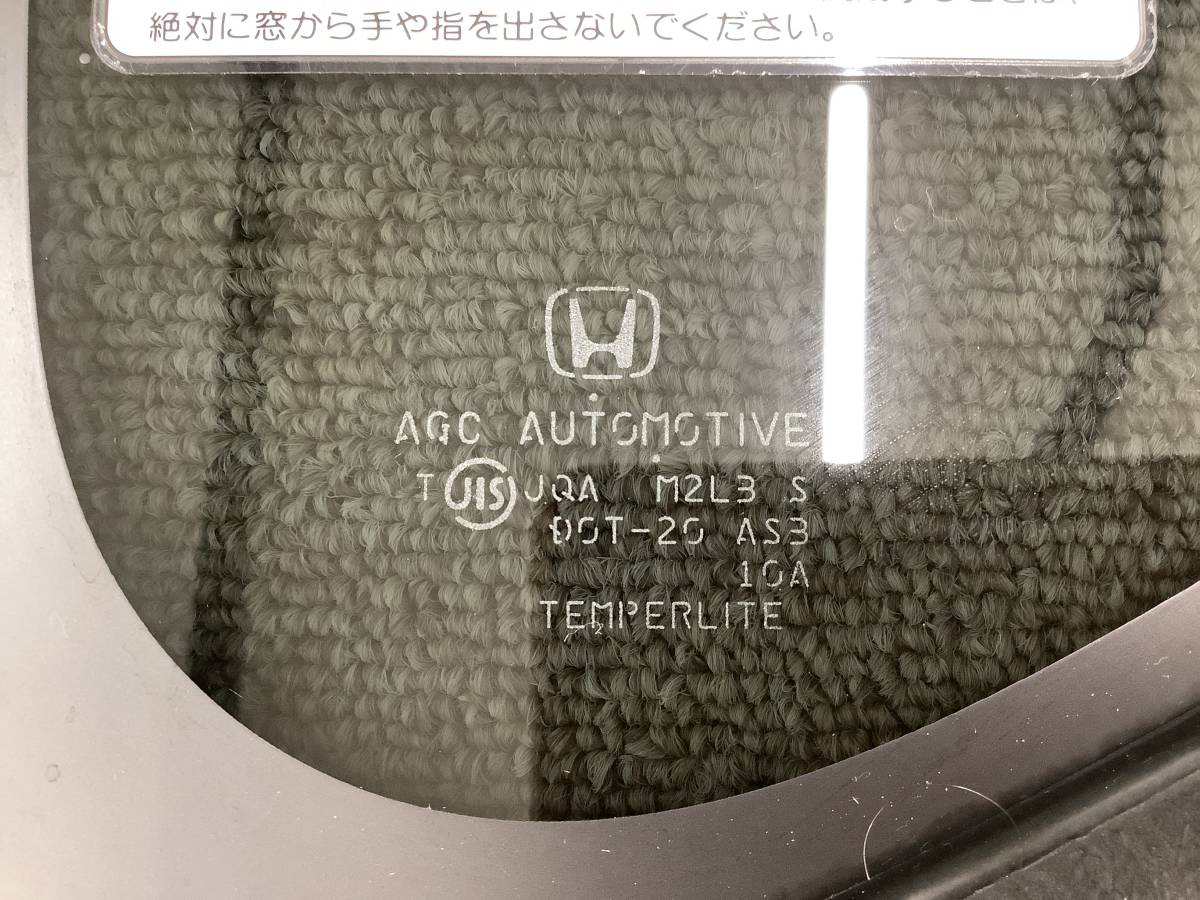 絶対に窓から手や指を出さないでください。
AGC AUTOMOTIVE
T JIS JQA M2L3 S
DOT-20 AS3
10A
TEMPERLITE